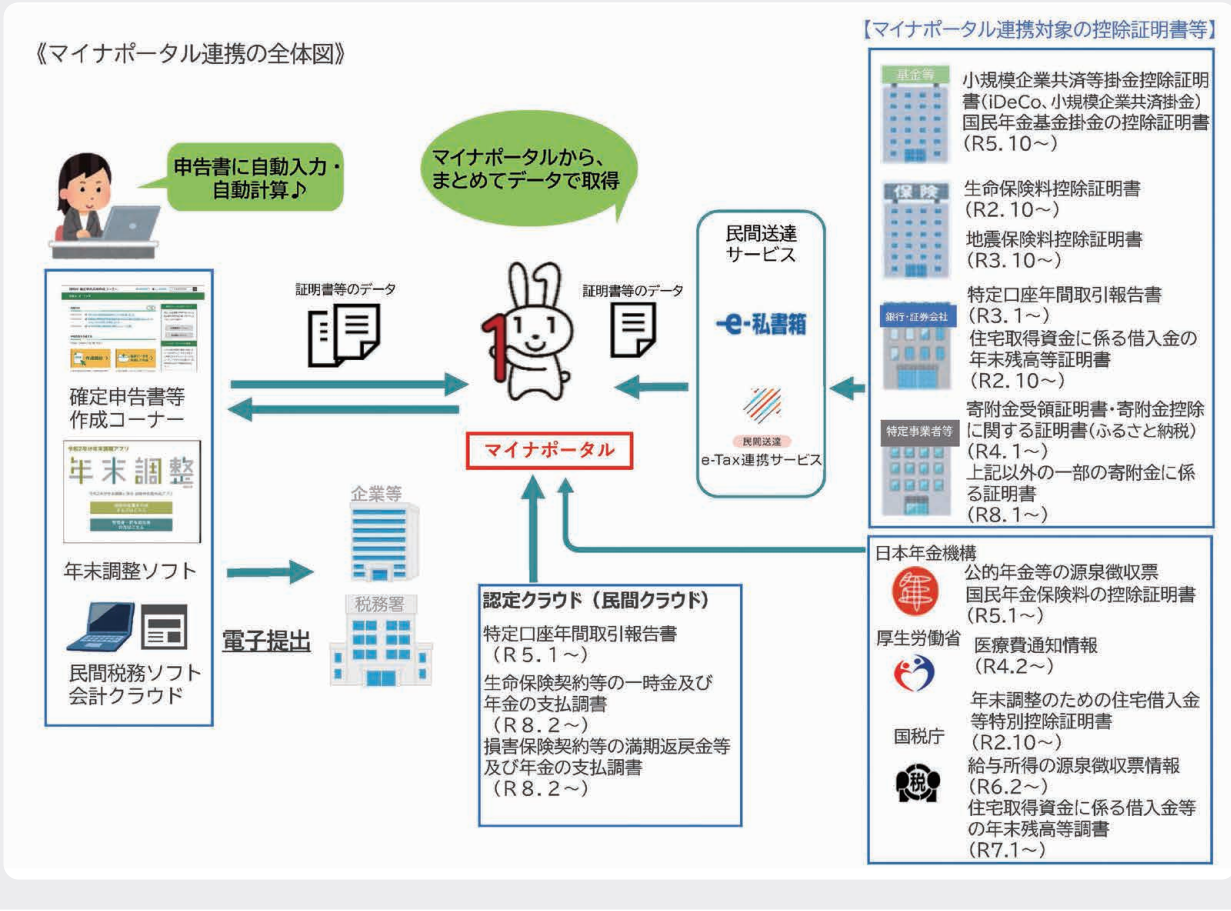 《マイナポータル連携の全体図》
申告書に自動入力・
自動計算♪
マイナポータルから、
まとめてデータで取得
証明書等のデータ
証明書等のデータ
1
マイナポータル
確定申告書等
作成コーナー
年末調整
年末調整ソフト
民間税務ソフト
会計クラウド
電子提出
企業等
税務署
民間送達
サービス
e-私書箱
民間送達
e-Tax連携サービス
認定クラウド（民間クラウド）
特定口座年間取引報告書
（R5.1～）
生命保険契約等の一時金及び
年金の支払調書
（R8.2～）
損害保険契約等の満期返戻金等
及び年金の支払調書
（R8.2～）
【マイナポータル連携対象の控除証明書等】
基金等
小規模企業共済等掛金控除証明
書(iDeCo、小規模企業共済掛金)
国民年金基金掛金の控除証明書
（R5.10～）
保険
生命保険料控除証明書
（R2.10～）
地震保険料控除証明書
（R3.10～）
銀行・証券会社
特定口座年間取引報告書
（R3.1～）
住宅取得資金に係る借入金の
年末残高等証明書
（R2.10～）
特定事業者等
寄附金受領証明書・寄附金控除
に関する証明書(ふるさと納税)
（R4.1～）
上記以外の一部の寄附金に係
る証明書
（R8.1～）
日本年金機構
公的年金等の源泉徴収票
国民年金保険料の控除証明書
（R5.1～）
厚生労働省
医療費通知情報
（R4.2～）
年末調整のための住宅借入金
等特別控除証明書
（R2.10～）
国税庁
税
給与所得の源泉徴収票情報
（R6.2～）
住宅取得資金に係る借入金等
の年末残高等調書
（R7.1～）